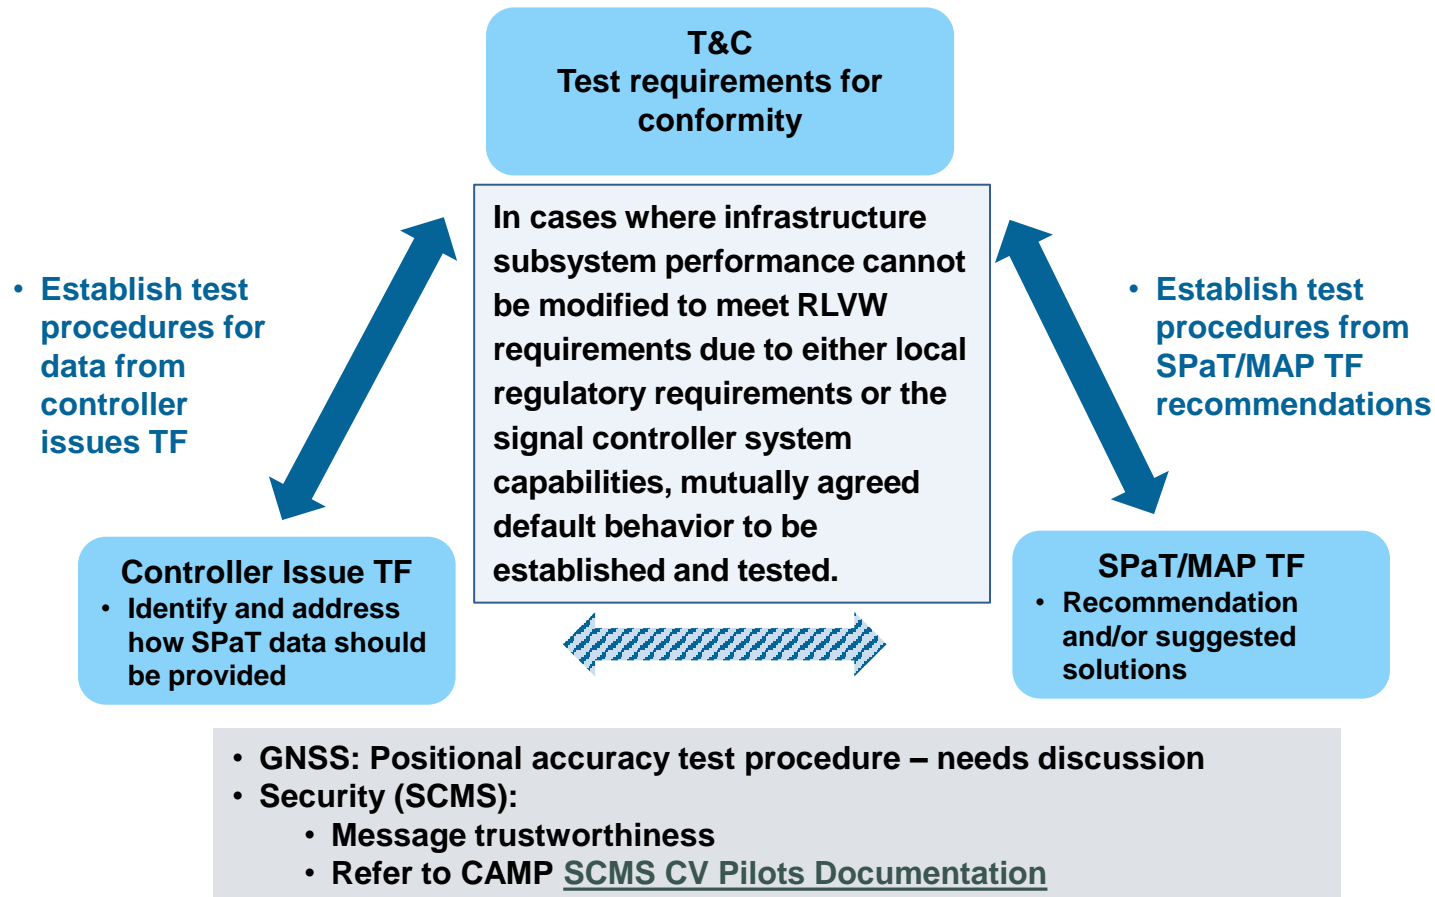 T&C
Test requirements for
conformity
In cases where infrastructure
subsystem performance cannot
be modified to meet RLVW
requirements due to either local
regulatory requirements or the
signal controller system
capabilities, mutually agreed
default behavior to be
established and tested.
• Establish test
procedures for
data from
controller
issues TF
• Establish test
procedures from
SPaT/MAP TF
recommendations
Controller Issue TF
• Identify and address
how SPaT data should
be provided
SPaT/MAP TF
• Recommendation
and/or suggested
solutions
• GNSS: Positional accuracy test procedure – needs discussion
• Security (SCMS):
• Message trustworthiness
• Refer to CAMP SCMS CV Pilots Documentation